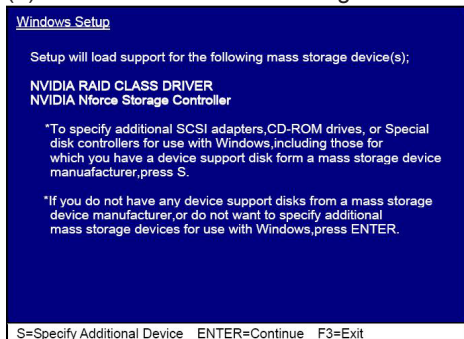 Windows Setup
Setup will load support for the following mass storage device(s);
NVIDIA RAID CLASS DRIVER
NVIDIA Nforce Storage Controller
*To specify additional SCSI adapters,CD-ROM drives, or Special
disk controllers for use with Windows,including those for
which you have a device support disk form a mass storage device
manuafacturer,press S.
*If you do not have any device support disks from a mass storage
device manufacturer,or do not want to specify additional
mass storage devices for use with Windows,press ENTER.
S=Specify Additional Device ENTER=Continue F3=Exit